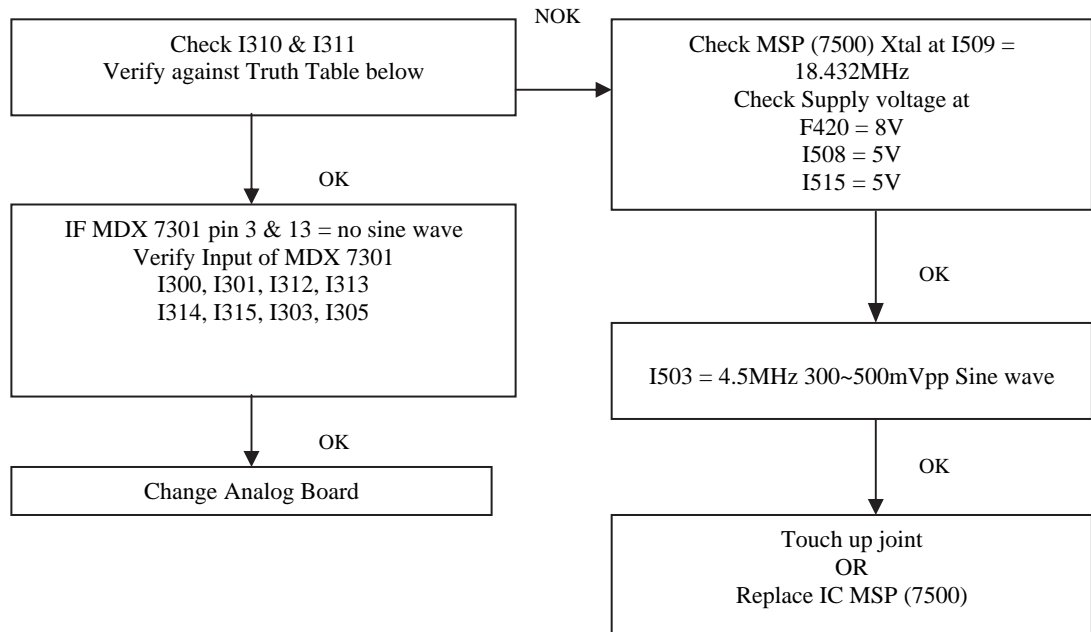 Check I310 & I311
Verify against Truth Table below
NOK
Check MSP (7500) Xtal at I509 =
18.432MHz
Check Supply voltage at
F420 = 8V
I508 = 5V
I515 = 5V
OK
IF MDX 7301 pin 3 & 13 = no sine wave
Verify Input of MDX 7301
I300, I301, I312, I313
I314, I315, I303, I305
OK
I503 = 4.5MHz 300~500mVpp Sine wave
OK
Change Analog Board
OK
Touch up joint
OR
Replace IC MSP (7500)